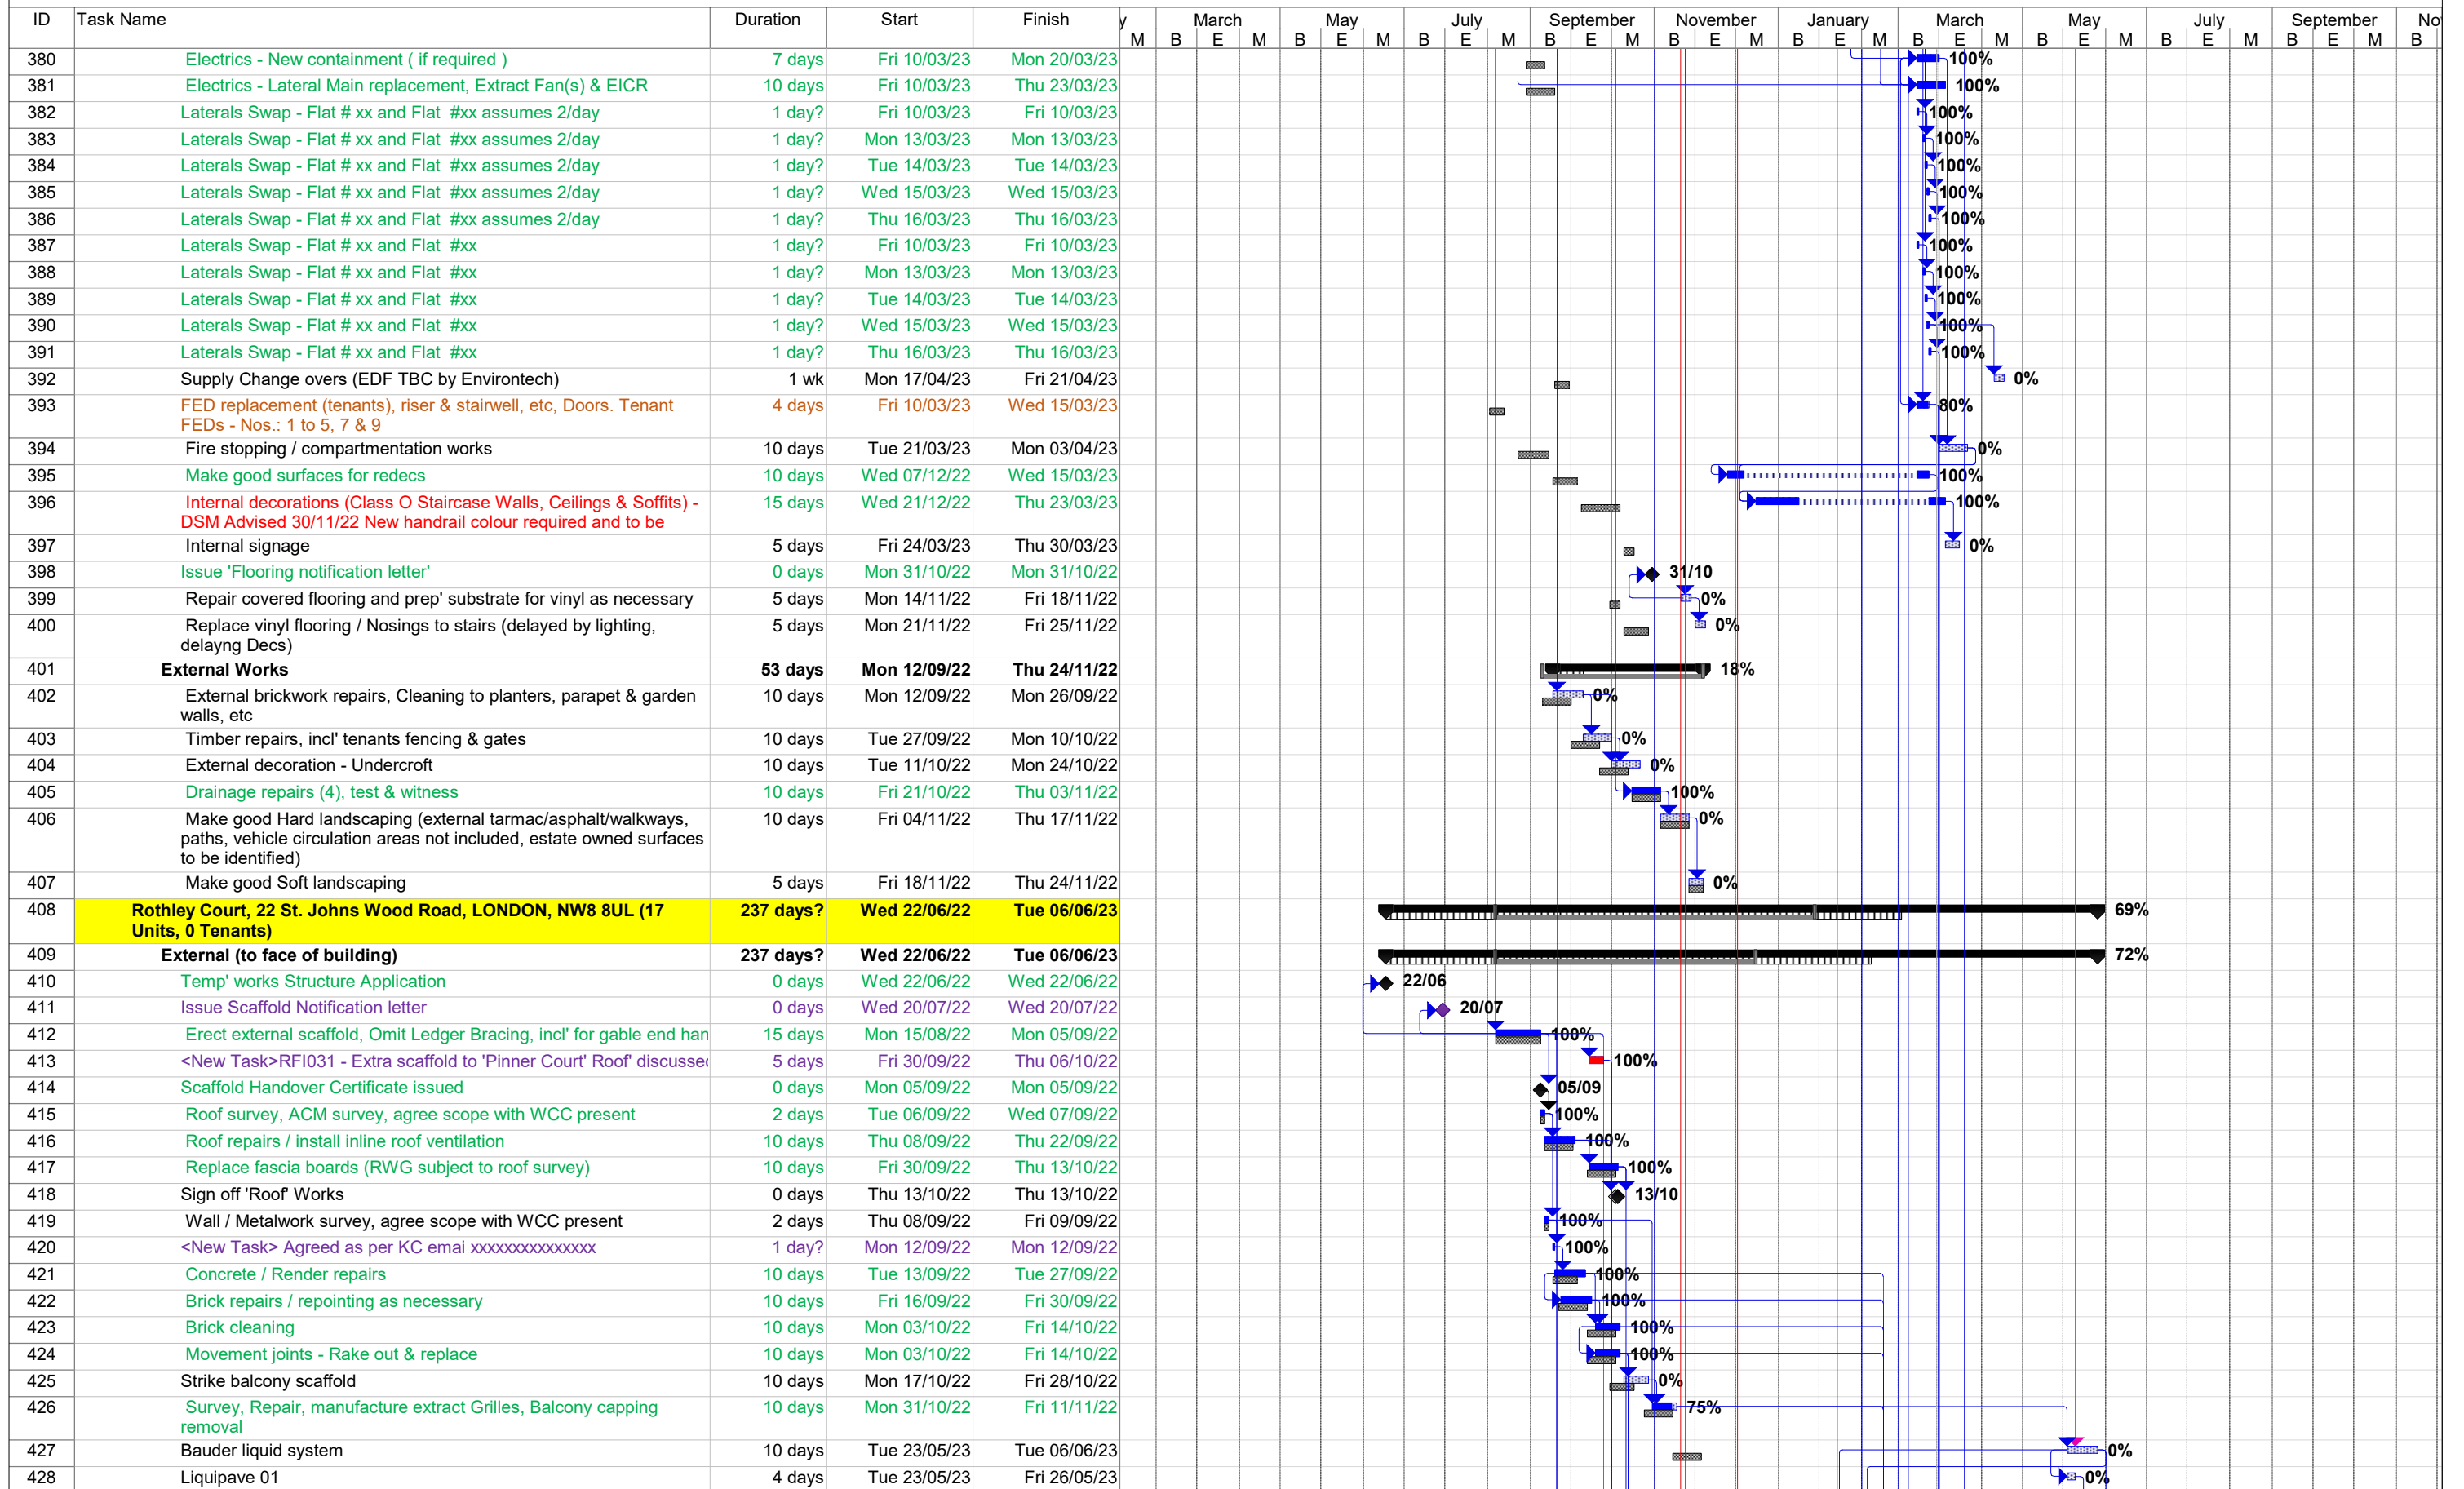 ID Task Name Duration Start Finish y March May July September November January March May July September No
M B E M B E M B E M B E M B E M B E M B E M B E M B E M B E M B
380 Electrics - New containment ( if required ) 7 days Fri 10/03/23 Mon 20/03/23 100%
381 Electrics - Lateral Main replacement, Extract Fan(s) & EICR 10 days Fri 10/03/23 Thu 23/03/23 100%
382 Laterals Swap - Flat # xx and Flat #xx assumes 2/day 1 day? Fri 10/03/23 Fri 10/03/23 100%
383 Laterals Swap - Flat # xx and Flat #xx assumes 2/day 1 day? Mon 13/03/23 Mon 13/03/23 100%
384 Laterals Swap - Flat # xx and Flat #xx assumes 2/day 1 day? Tue 14/03/23 Tue 14/03/23 100%
385 Laterals Swap - Flat # xx and Flat #xx assumes 2/day 1 day? Wed 15/03/23 Wed 15/03/23 100%
386 Laterals Swap - Flat # xx and Flat #xx assumes 2/day 1 day? Thu 16/03/23 Thu 16/03/23 100%
387 Laterals Swap - Flat # xx and Flat #xx 1 day? Fri 10/03/23 Fri 10/03/23 100%
388 Laterals Swap - Flat # xx and Flat #xx 1 day? Mon 13/03/23 Mon 13/03/23 100%
389 Laterals Swap - Flat # xx and Flat #xx 1 day? Tue 14/03/23 Tue 14/03/23 100%
390 Laterals Swap - Flat # xx and Flat #xx 1 day? Wed 15/03/23 Wed 15/03/23 100%
391 Laterals Swap - Flat # xx and Flat #xx 1 day? Thu 16/03/23 Thu 16/03/23 100%
392 Supply Change overs (EDF TBC by Environtech) 1 wk Mon 17/04/23 Fri 21/04/23 0%
393 FED replacement (tenants), riser & stairwell, etc, Doors. Tenant 4 days Fri 10/03/23 Wed 15/03/23 80%
FEDs - Nos.: 1 to 5, 7 & 9
394 Fire stopping / compartmentation works 10 days Tue 21/03/23 Mon 03/04/23 0%
395 Make good surfaces for redecs 10 days Wed 07/12/22 Wed 15/03/23 100%
396 Internal decorations (Class O Staircase Walls, Ceilings & Soffits) - 15 days Wed 21/12/22 Thu 23/03/23 100%
DSM Advised 30/11/22 New handrail colour required and to be
397 Internal signage 5 days Fri 24/03/23 Thu 30/03/23 0%
398 Issue 'Flooring notification letter' 0 days Mon 31/10/22 Mon 31/10/22 31/10
399 Repair covered flooring and prep' substrate for vinyl as necessary 5 days Mon 14/11/22 Fri 18/11/22 0%
400 Replace vinyl flooring / Nosings to stairs (delayed by lighting, 5 days Mon 21/11/22 Fri 25/11/22 0%
delayng Decs)
401 External Works 53 days Mon 12/09/22 Thu 24/11/22 18%
402 External brickwork repairs, Cleaning to planters, parapet & garden 10 days Mon 12/09/22 Mon 26/09/22 0%
walls, etc
403 Timber repairs, incl' tenants fencing & gates 10 days Tue 27/09/22 Mon 10/10/22 0%
404 External decoration - Undercroft 10 days Tue 11/10/22 Mon 24/10/22 0%
405 Drainage repairs (4), test & witness 10 days Fri 21/10/22 Thu 03/11/22 100%
406 Make good Hard landscaping (external tarmac/asphalt/walkways, 10 days Fri 04/11/22 Thu 17/11/22 0%
paths, vehicle circulation areas not included, estate owned surfaces
to be identified)
407 Make good Soft landscaping 5 days Fri 18/11/22 Thu 24/11/22 0%
408 Rothley Court, 22 St. Johns Wood Road, LONDON, NW8 8UL (17 237 days? Wed 22/06/22 Tue 06/06/23 69%
Units, 0 Tenants)
409 External (to face of building) 237 days? Wed 22/06/22 Tue 06/06/23 72%
410 Temp' works Structure Application 0 days Wed 22/06/22 Wed 22/06/22 22/06
411 Issue Scaffold Notification letter 0 days Wed 20/07/22 Wed 20/07/22 20/07
412 Erect external scaffold, Omit Ledger Bracing, incl' for gable end han 15 days Mon 15/08/22 Mon 05/09/22 100%
413 <New Task>RFI031 - Extra scaffold to 'Pinner Court' Roof' discussed 5 days Fri 30/09/22 Thu 06/10/22 100%
414 Scaffold Handover Certificate issued 0 days Mon 05/09/22 Mon 05/09/22 05/09
415 Roof survey, ACM survey, agree scope with WCC present 2 days Tue 06/09/22 Wed 07/09/22 100%
416 Roof repairs / install inline roof ventilation 10 days Thu 08/09/22 Thu 22/09/22 100%
417 Replace fascia boards (RWG subject to roof survey) 10 days Fri 30/09/22 Thu 13/10/22 100%
418 Sign off 'Roof' Works 0 days Thu 13/10/22 Thu 13/10/22 13/10
419 Wall / Metalwork survey, agree scope with WCC present 2 days Thu 08/09/22 Fri 09/09/22 100%
420 <New Task> Agreed as per KC emai xxxxxxxxxxxxxxx 1 day? Mon 12/09/22 Mon 12/09/22 100%
421 Concrete / Render repairs 10 days Tue 13/09/22 Tue 27/09/22 100%
422 Brick repairs / repointing as necessary 10 days Fri 16/09/22 Fri 30/09/22 100%
423 Brick cleaning 10 days Mon 03/10/22 Fri 14/10/22 100%
424 Movement joints - Rake out & replace 10 days Mon 03/10/22 Fri 14/10/22 100%
425 Strike balcony scaffold 10 days Mon 17/10/22 Fri 28/10/22 0%
426 Survey, Repair, manufacture extract Grilles, Balcony capping 10 days Mon 31/10/22 Fri 11/11/22 75%
removal
427 Bauder liquid system 10 days Tue 23/05/23 Tue 06/06/23 0%
428 Liquipave 01 4 days Tue 23/05/23 Fri 26/05/23 0%